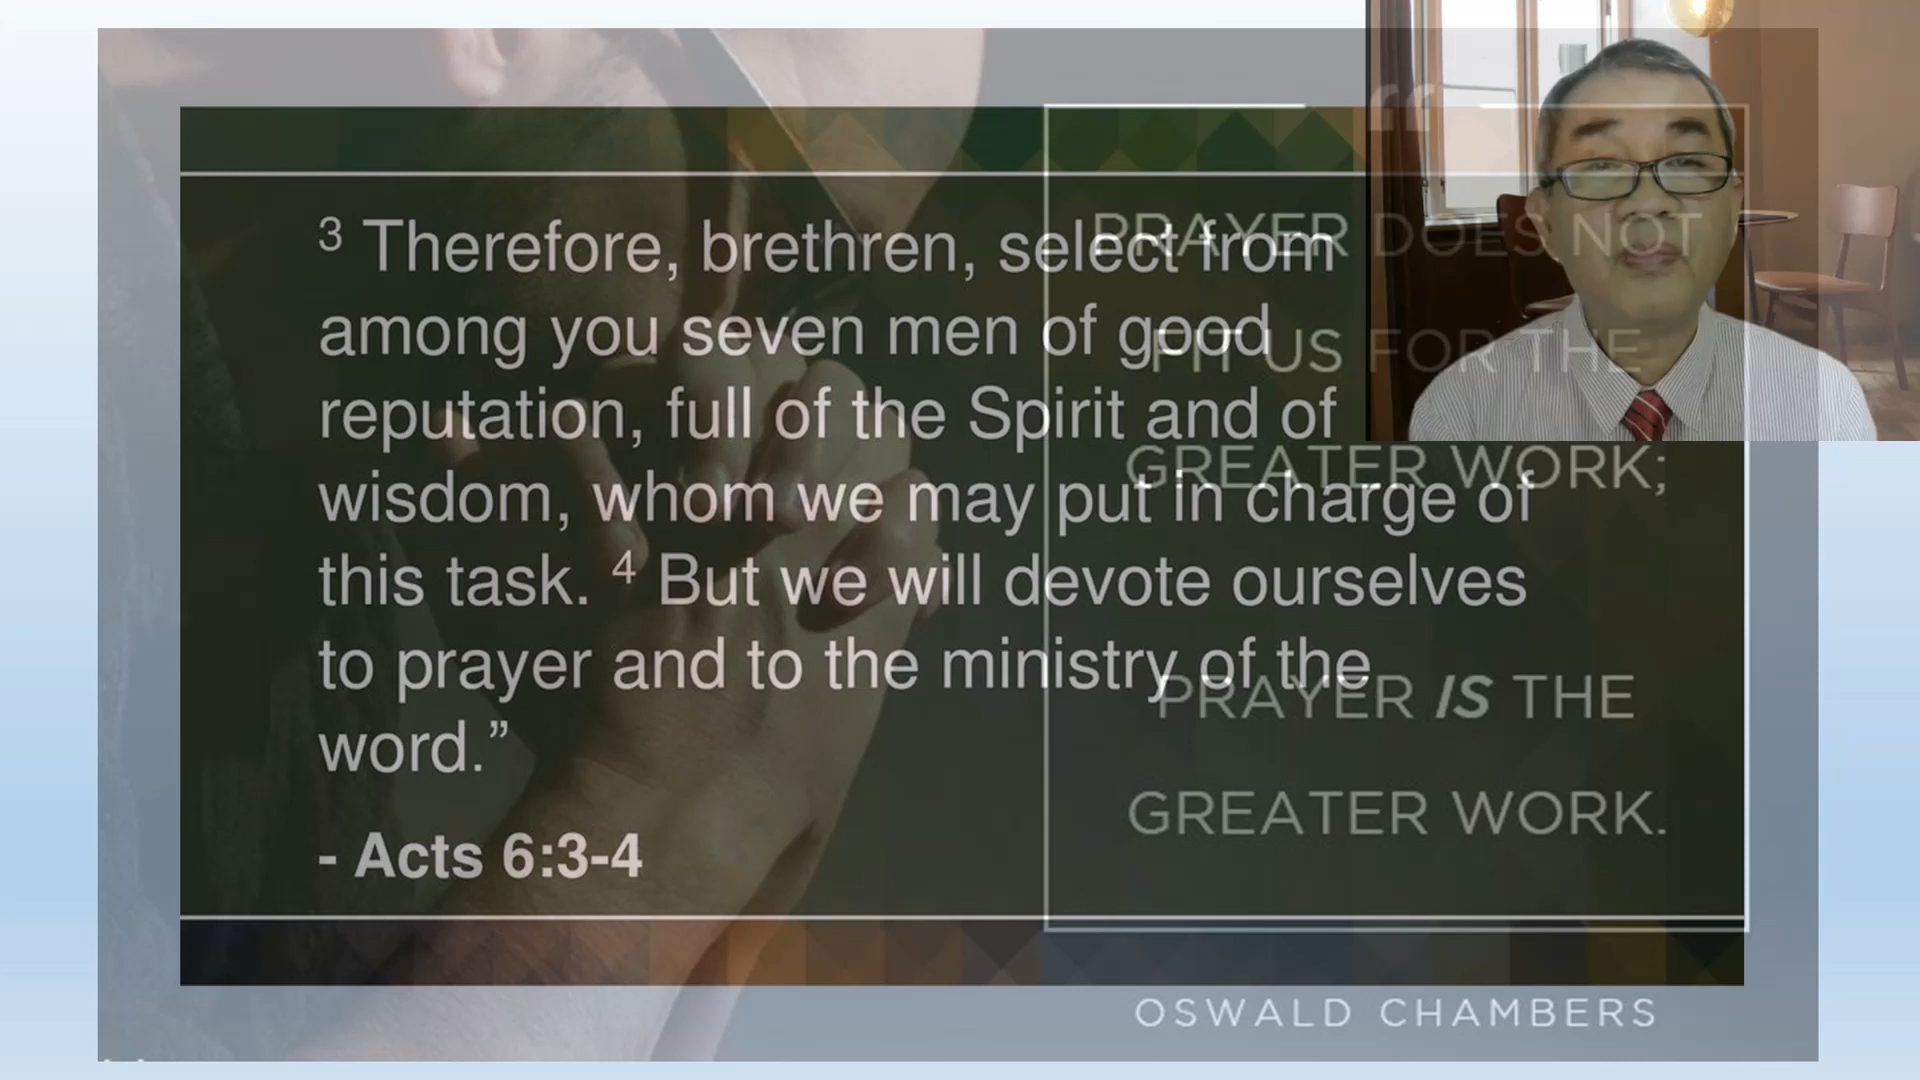 ³ Therefore, brethren, select from
among you seven men of good
reputation, full of the Spirit and of
wisdom, whom we may put in charge of
this task. ⁴ But we will devote ourselves
to prayer and to the ministry of the
word.”
- Acts 6:3-4
“
PRAYER DOES NOT
FIT US FOR THE
GREATER WORK;
PRAYER IS THE
GREATER WORK.
OSWALD CHAMBERS